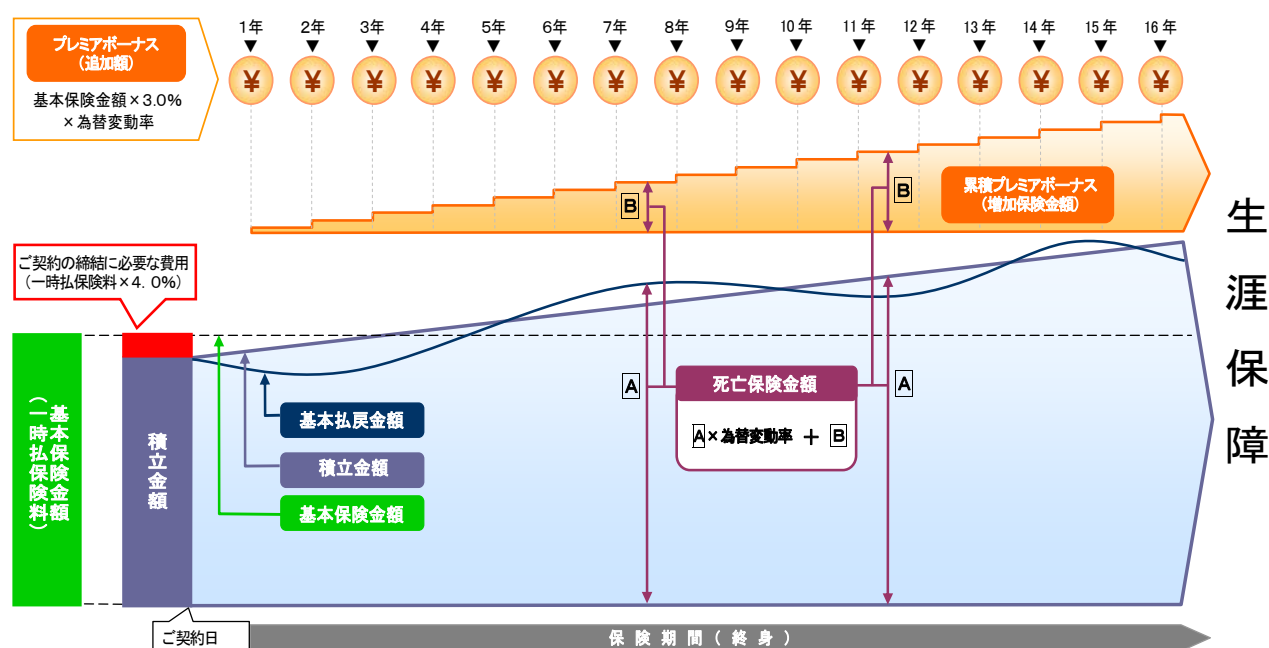 プレミアボーナス
（追加額）
基本保険金額×3.0%
×為替変動率
1年 2年 3年 4年 5年 6年 7年 8年 9年 10年 11年 12年 13年 14年 15年 16年
¥ ¥ ¥ ¥ ¥ ¥ ¥ ¥ ¥ ¥ ¥ ¥ ¥ ¥ ¥ ¥
B
B
累積プレミアボーナス
（増加保険金額）
ご契約の締結に必要な費用
（一時払保険料×4.0%）
基本保険金額
（一時払保険料）
積立金額
基本払戻金額
積立金額
基本保険金額
A
死亡保険金額
A×為替変動率 ＋ B
A
生涯保障
ご契約日
保険期間（終身）